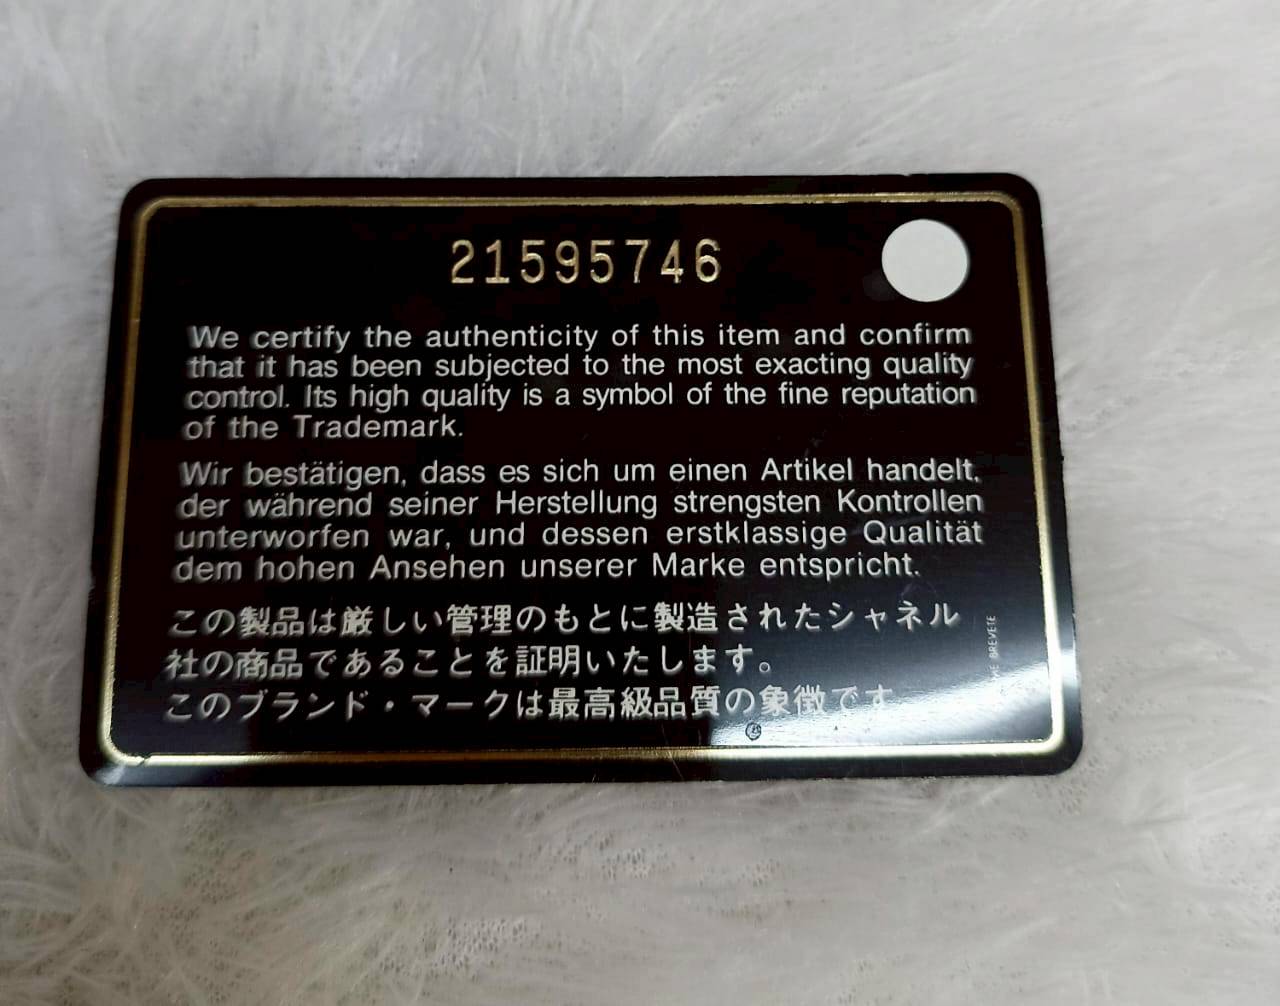 21595746
We certify the authenticity of this item and confirm
that it has been subjected to the most exacting quality
control. Its high quality is a symbol of the fine reputation
of the Trademark.
Wir bestätigen, dass es sich um einen Artikel handelt,
der während seiner Herstellung strengsten Kontrollen
unterworfen war, und dessen erstklassige Qualität
dem hohen Ansehen unserer Marke entspricht.
この製品は厳しい管理のもとに製造されたシャネル
社の商品であることを証明いたします。
このブランド・マークは最高級品質の象徴です
BREVETE